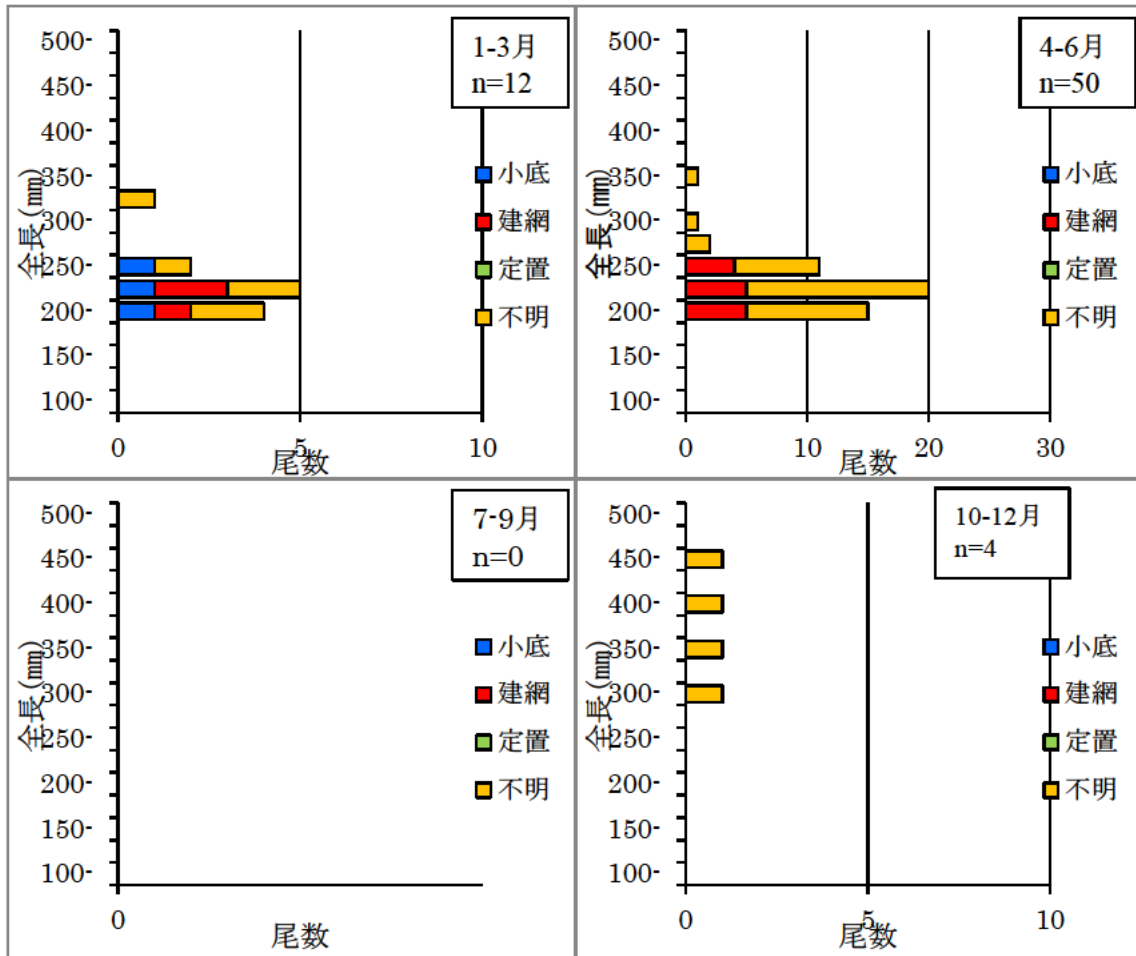 1-3月
n=12
500-
450-
400-
350-
300-
250-
200-
150-
100-
全長(㎜)
0
5
10
尾数
小底
建網
定置
不明
4-6月
n=50
500-
450-
400-
350-
300-
250-
200-
150-
100-
全長(㎜)
0
10
20
30
尾数
小底
建網
定置
不明
7-9月
n=0
500-
450-
400-
350-
300-
250-
200-
150-
100-
全長(㎜)
0
尾数
小底
建網
定置
不明
10-12月
n=4
500-
450-
400-
350-
300-
250-
200-
150-
100-
全長(㎜)
0
5
10
尾数
小底
建網
定置
不明